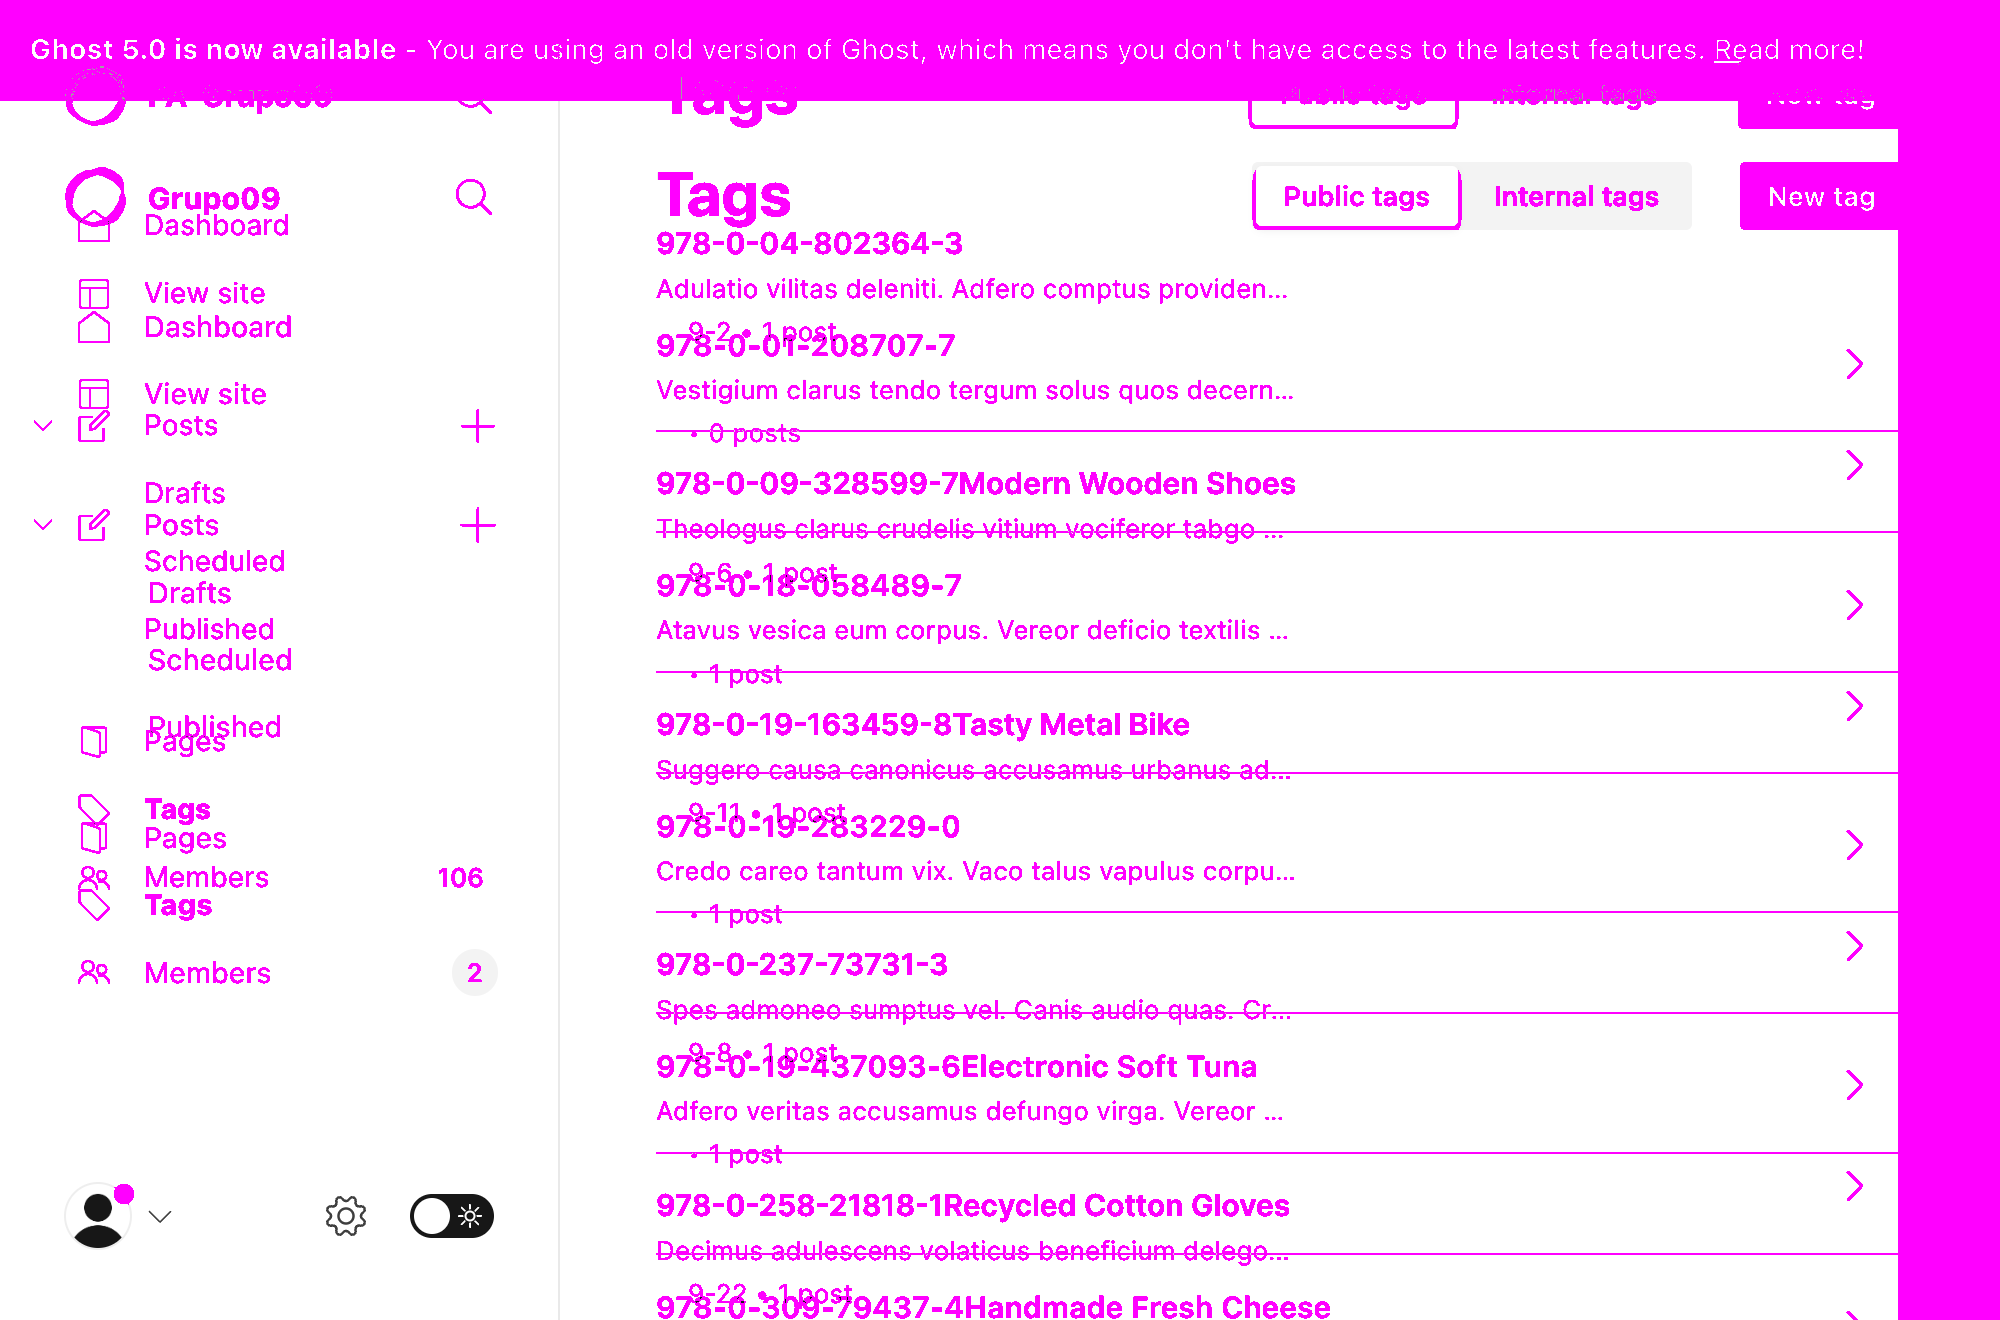 Ghost 5.0 is now available - You are using an old version of Ghost, which means you don't have access to the latest features. Read more!
Tags
Public tags
Internal tags
New tag
Grupo09
Dashboard
View site
Dashboard
View site
Posts
Drafts
Posts
Scheduled
Drafts
Published
Scheduled
Published
Pages
Tags
Pages
Members 106
Tags
Members 2
Tags
Public tags
Internal tags
New tag
978-0-04-802364-3
Adulatio vilitas deleniti. Adfero comptus providen...
9-2 • 1 post
978-0-01-208707-7
Vestigium clarus tendo tergum solus quos decern...
• 0 posts
978-0-09-328599-7Modern Wooden Shoes
Theologus clarus crudelis vitium vociferor tabgo ...
9-6 • 1 post
978-0-18-058489-7
Atavus vesica eum corpus. Vereor deficio textilis ...
• 1 post
978-0-19-163459-8Tasty Metal Bike
Suggero causa canonicus accusamus urbanus ad...
9-11 • 1 post
978-0-19-283229-0
Credo careo tantum vix. Vaco talus vapulus corpu...
• 1 post
978-0-237-73731-3
Spes admoneo sumptus vel. Canis audio quas. Cr...
9-8 • 1 post
978-0-19-437093-6Electronic Soft Tuna
Adfero veritas accusamus defungo virga. Vereor ...
• 1 post
978-0-258-21818-1Recycled Cotton Gloves
Decimus adulescens volaticus beneficium delego...
9-22 • 1 post
978-0-309-79437-4Handmade Fresh Cheese